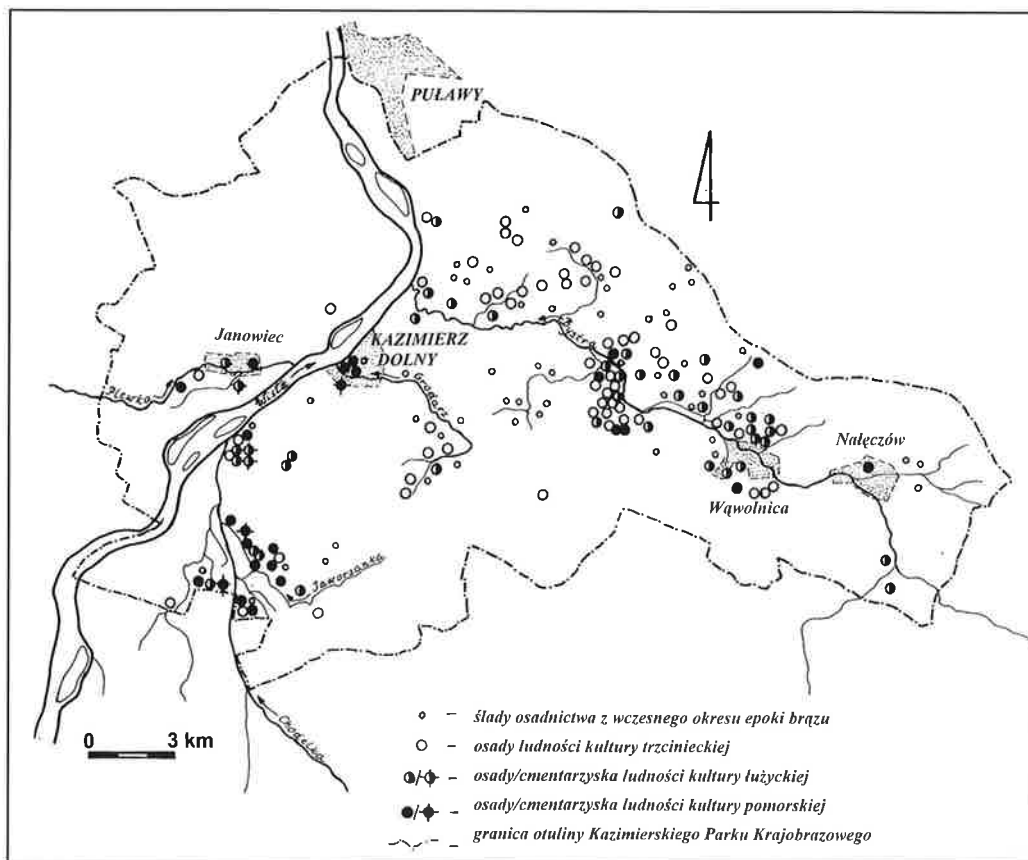 PUŁAWY
Janowiec
KAZIMIERZ
DOLNY
Plewka
Wisła
Grodarz
Bystra
Nałęczów
Wąwolnica
Jaworzanka
Chodelka
0 3 km
– ślady osadnictwa z wczesnego okresu epoki brązu
– osady ludności kultury trzcinieckiej
/ – osady/cmentarzyska ludności kultury łużyckiej
/ – osady/cmentarzyska ludności kultury pomorskiej
– granica otuliny Kazimierskiego Parku Krajobrazowego